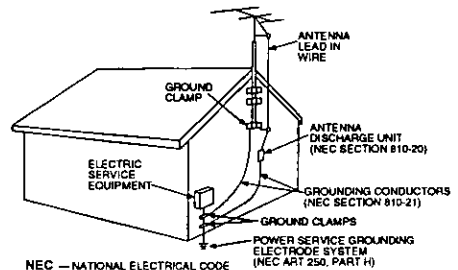 ANTENNA
LEAD IN
WIRE
GROUND
CLAMP
ANTENNA
DISCHARGE UNIT
(NEC SECTION 810-20)
ELECTRIC
SERVICE
EQUIPMENT
GROUNDING CONDUCTORS
(NEC SECTION 810-21)
GROUND CLAMPS
POWER SERVICE GROUNDING
ELECTRODE SYSTEM
(NEC ART 250, PART H)
NEC — NATIONAL ELECTRICAL CODE